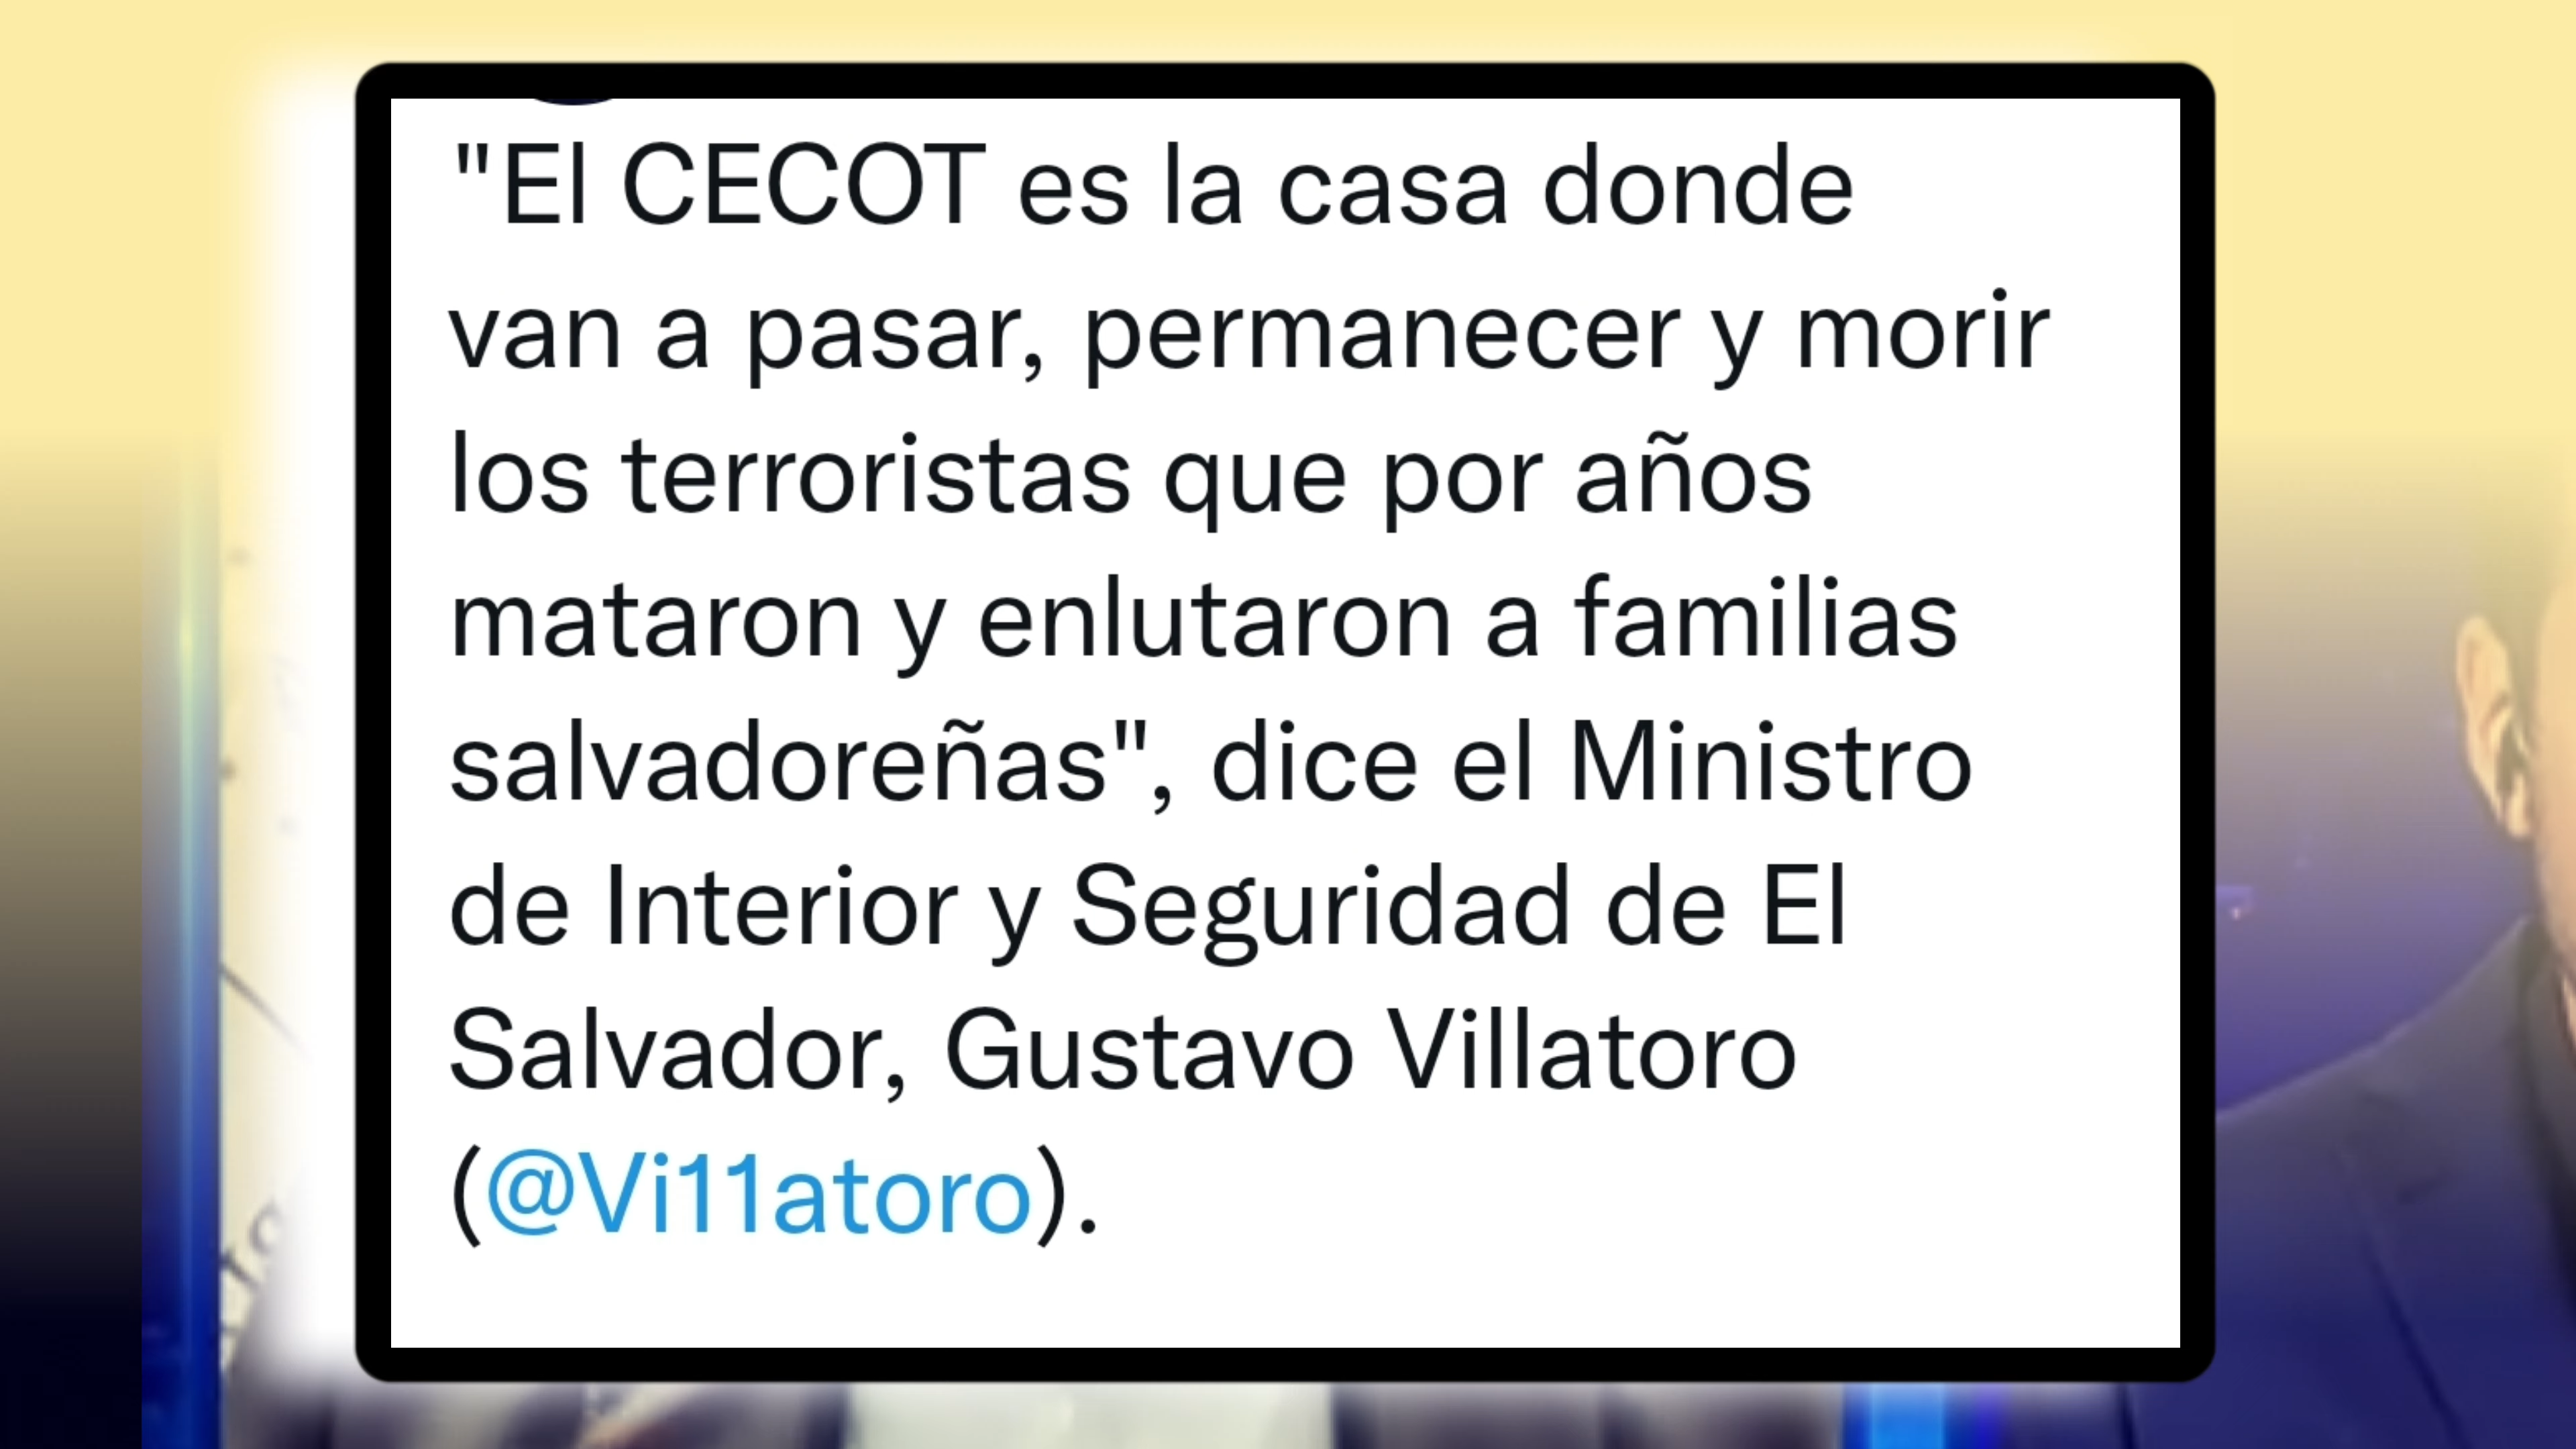 "El CECOT es la casa donde
van a pasar, permanecer y morir
los terroristas que por años
mataron y enlutaron a familias
salvadoreñas", dice el Ministro
de Interior y Seguridad de El
Salvador, Gustavo Villatoro
(@Vi11atoro).